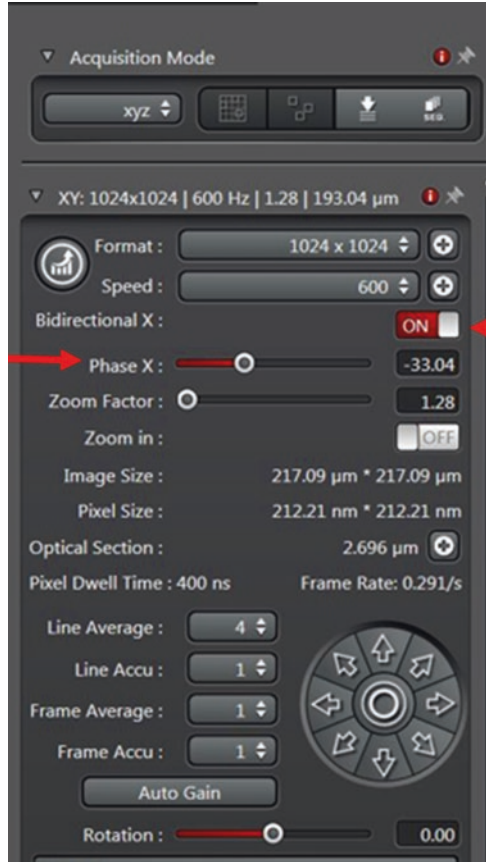 Acquisition Mode
xyz
SEQ.
XY: 1024x1024 | 600 Hz | 1.28 | 193.04 µm
Format : 1024 x 1024
Speed : 600
Bidirectional X : ON
Phase X : -33.04
Zoom Factor : 1.28
Zoom in : OFF
Image Size : 217.09 µm * 217.09 µm
Pixel Size : 212.21 nm * 212.21 nm
Optical Section : 2.696 µm
Pixel Dwell Time : 400 ns Frame Rate: 0.291/s
Line Average : 4
Line Accu : 1
Frame Average : 1
Frame Accu : 1
Auto Gain
Rotation : 0.00